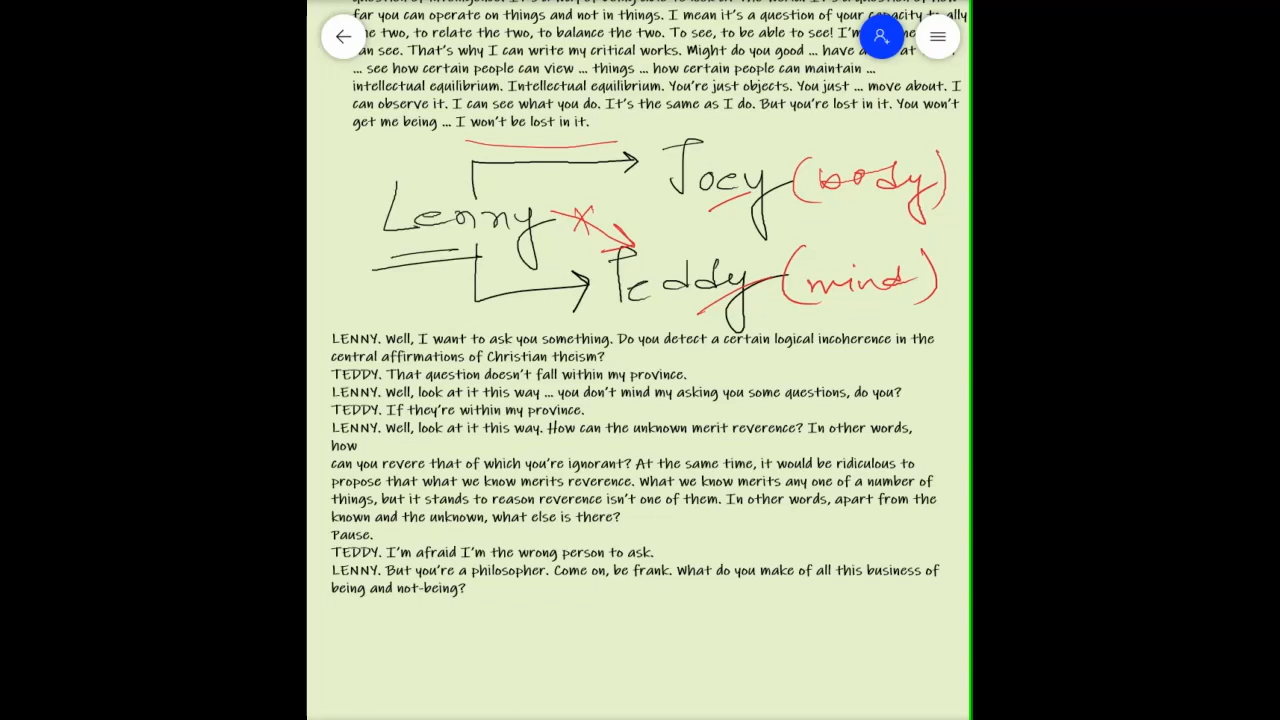 far you can operate on things and not in things. I mean it's a question of your capacity to ally
the two, to relate the two, to balance the two. To see, to be able to see! I'm
can see. That's why I can write my critical works. Might do you good ... have a
... see how certain people can view ... things ... how certain people can maintain ...
intellectual equilibrium. Intellectual equilibrium. You're just objects. You just ... move about. I
can observe it. I can see what you do. It's the same as I do. But you're lost in it. You won't
get me being ... I won't be lost in it.
Joey (body)
Lenny
Teddy (mind)
LENNY. Well, I want to ask you something. Do you detect a certain logical incoherence in the
central affirmations of Christian theism?
TEDDY. That question doesn't fall within my province.
LENNY. Well, look at it this way ... you don't mind my asking you some questions, do you?
TEDDY. If they're within my province.
LENNY. Well, look at it this way. How can the unknown merit reverence? In other words,
how
can you revere that of which you're ignorant? At the same time, it would be ridiculous to
propose that what we know merits reverence. What we know merits any one of a number of
things, but it stands to reason reverence isn't one of them. In other words, apart from the
known and the unknown, what else is there?
Pause.
TEDDY. I'm afraid I'm the wrong person to ask.
LENNY. But you're a philosopher. Come on, be frank. What do you make of all this business of
being and not-being?